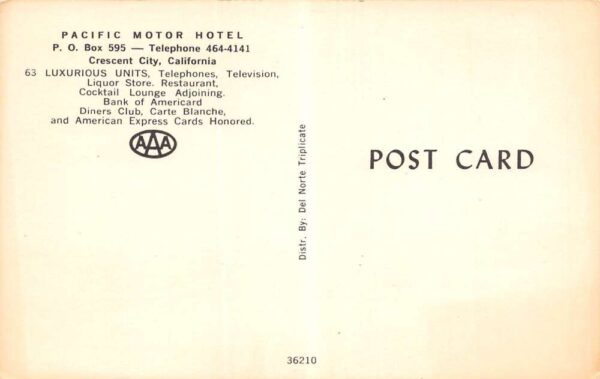 PACIFIC MOTOR HOTEL
P. O. Box 595 — Telephone 464-4141
Crescent City, California
63 LUXURIOUS UNITS, Telephones, Television,
Liquor Store. Restaurant,
Cocktail Lounge Adjoining.
Bank of Americard
Diners Club, Carte Blanche,
and American Express Cards Honored.
AAA
Distr. By: Del Norte Triplicate
POST CARD
36210